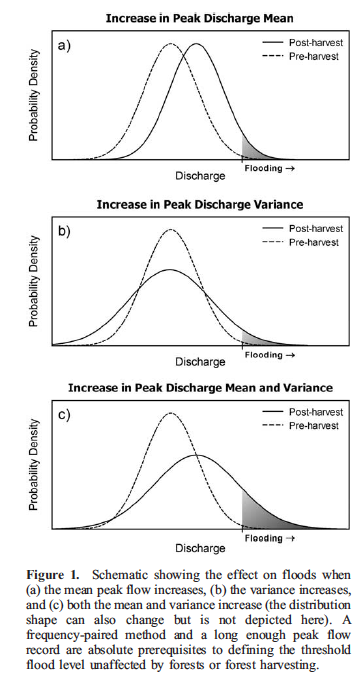 Increase in Peak Discharge Mean
a)
Post-harvest
Pre-harvest
Probability Density
Discharge
Flooding →
Increase in Peak Discharge Variance
b)
Post-harvest
Pre-harvest
Probability Density
Discharge
Flooding →
Increase in Peak Discharge Mean and Variance
c)
Post-harvest
Pre-harvest
Probability Density
Discharge
Flooding →
Figure 1. Schematic showing the effect on floods when
(a) the mean peak flow increases, (b) the variance increases,
and (c) both the mean and variance increase (the distribution
shape can also change but is not depicted here). A
frequency-paired method and a long enough peak flow
record are absolute prerequisites to defining the threshold
flood level unaffected by forests or forest harvesting.